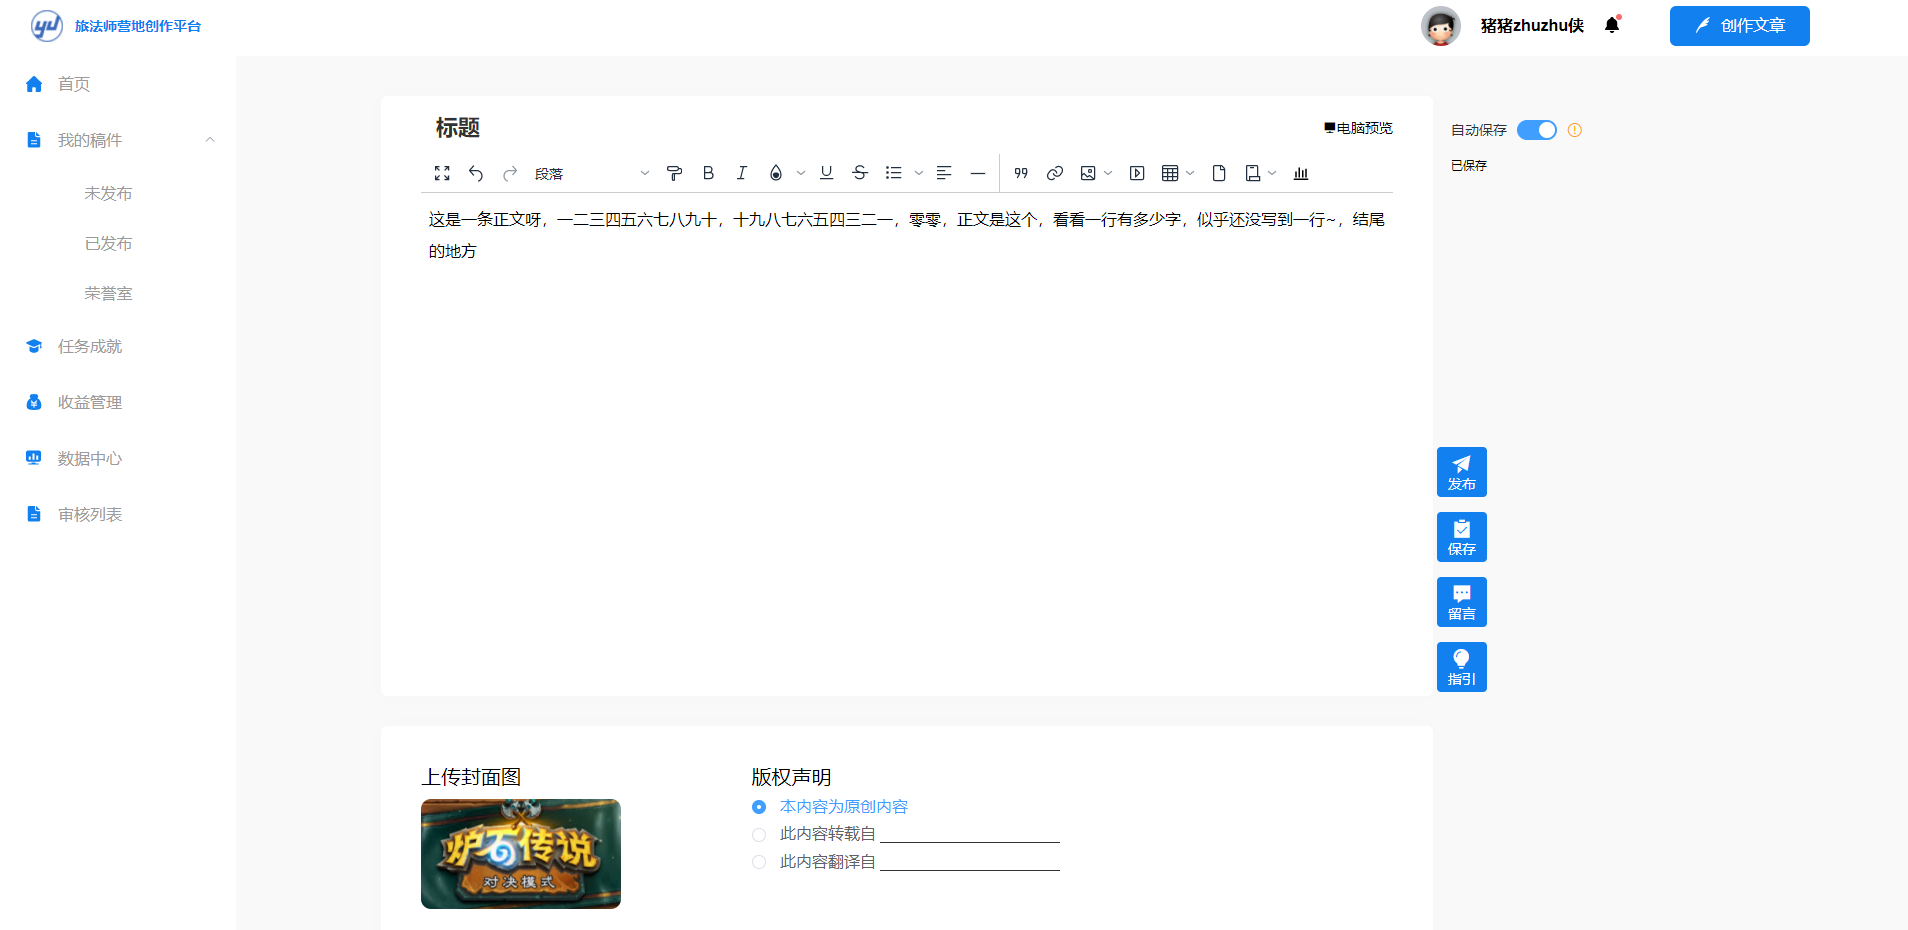 旅法师营地创作平台
猪猪zhuzhu侠
创作文章
首页
我的稿件
未发布
已发布
荣誉室
任务成就
收益管理
数据中心
审核列表
标题
电脑预览
段落
这是一条正文呀，一二三四五六七八九十，十九八七六五四三二一，零零，正文是这个，看看一行有多少字，似乎还没写到一行~，结尾
的地方
自动保存
已保存
发布
保存
留言
指引
上传封面图
炉石传说
对决模式
版权声明
本内容为原创内容
此内容转载自
此内容翻译自